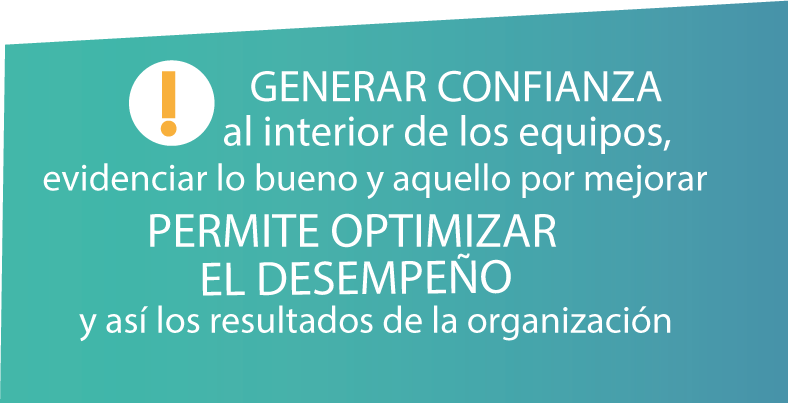 GENERAR CONFIANZA
al interior de los equipos,
evidenciar lo bueno y aquello por mejorar
PERMITE OPTIMIZAR
EL DESEMPEÑO
y así los resultados de la organización